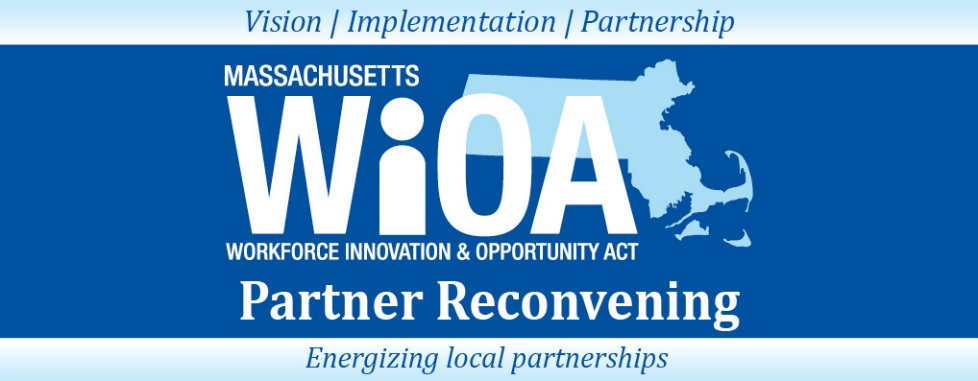 Vision | Implementation | Partnership
MASSACHUSETTS
WiOA
WORKFORCE INNOVATION & OPPORTUNITY ACT
Partner Reconvening
Energizing local partnerships